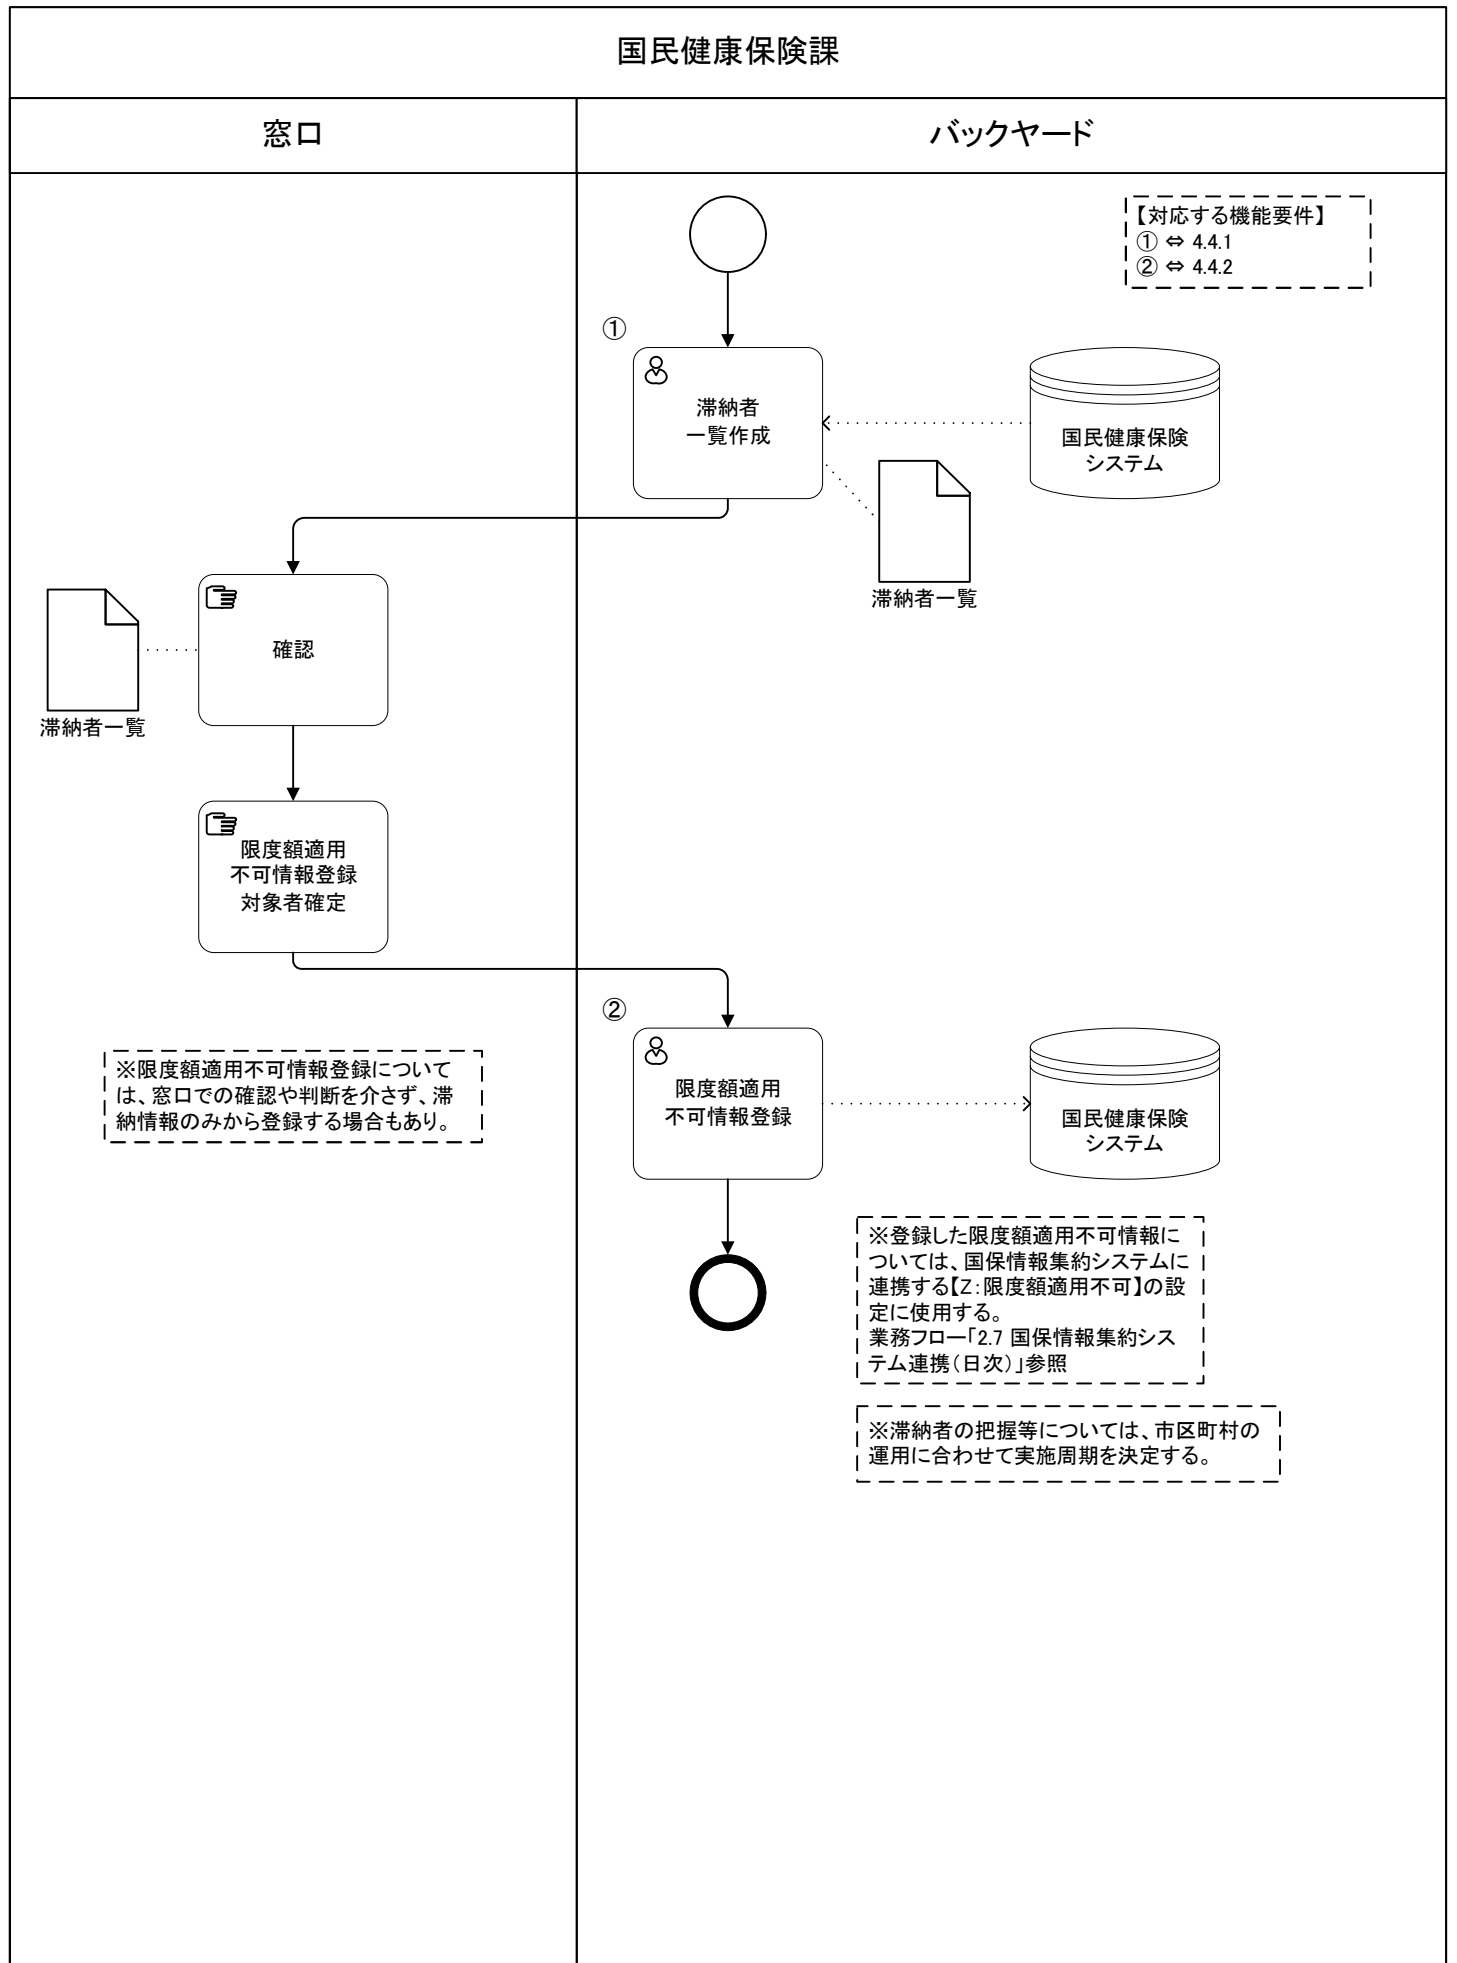 国民健康保険課
窓口
バックヤード
【対応する機能要件】
① ⇔ 4.4.1
② ⇔ 4.4.2
①
滞納者
一覧作成
国民健康保険
システム
滞納者一覧
確認
滞納者一覧
限度額適用
不可情報登録
対象者確定
②
限度額適用
不可情報登録
国民健康保険
システム
※限度額適用不可情報登録について
は、窓口での確認や判断を介さず、滞
納情報のみから登録する場合もあり。
※登録した限度額適用不可情報に
ついては、国保情報集約システムに
連携する【Z：限度額適用不可】の設
定に使用する。
業務フロー「2.7 国保情報集約シス
テム連携（日次）」参照
※滞納者の把握等については、市区町村の
運用に合わせて実施周期を決定する。